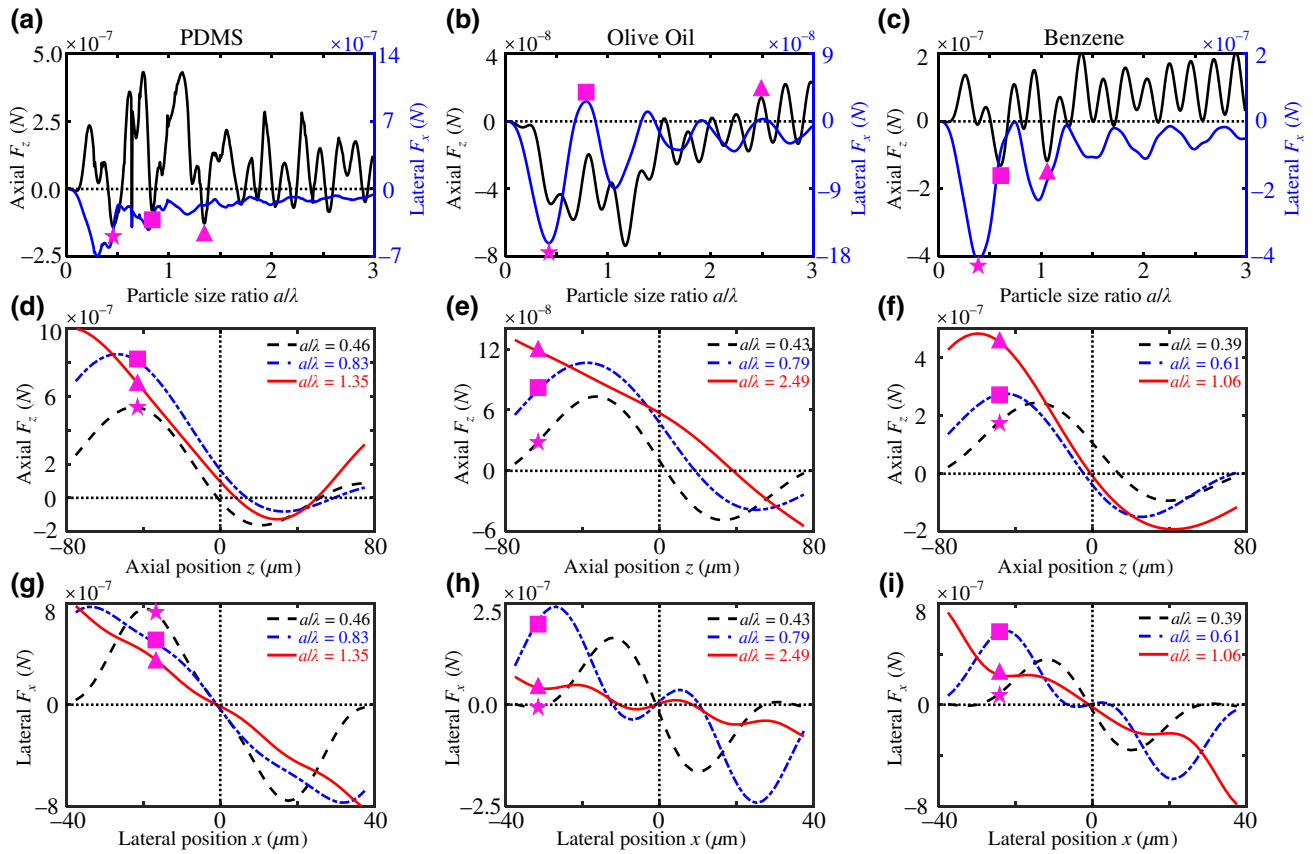 (a) PDMS
×10⁻⁷ ×10⁻⁷
5.0 14
2.5 7
0.0 0
−2.5 −7
0 1 2 3
Axial F_z (N)
Lateral F_x (N)
Particle size ratio a/λ
(b) Olive Oil
×10⁻⁸ ×10⁻⁸
4 9
0 0
−4 −9
−8 −18
0 1 2 3
Axial F_z (N)
Lateral F_x (N)
Particle size ratio a/λ
(c) Benzene
×10⁻⁷ ×10⁻⁷
2 2
0 0
−2 −2
−4 −4
0 1 2 3
Axial F_z (N)
Lateral F_x (N)
Particle size ratio a/λ
(d)
×10⁻⁷
10
8
6
4
2
0
−2
−80 0 80
a/λ = 0.46
a/λ = 0.83
a/λ = 1.35
Axial F_z (N)
Axial position z (μm)
(e)
×10⁻⁸
12
6
0
−6
−80 0 80
a/λ = 0.43
a/λ = 0.79
a/λ = 2.49
Axial F_z (N)
Axial position z (μm)
(f)
×10⁻⁷
4
2
0
−2
−80 0 80
a/λ = 0.39
a/λ = 0.61
a/λ = 1.06
Axial F_z (N)
Axial position z (μm)
(g)
×10⁻⁷
8
0
−8
−40 0 40
a/λ = 0.46
a/λ = 0.83
a/λ = 1.35
Lateral F_x (N)
Lateral position x (μm)
(h)
×10⁻⁷
2.5
0.0
−2.5
−40 0 40
a/λ = 0.43
a/λ = 0.79
a/λ = 2.49
Lateral F_x (N)
Lateral position x (μm)
(i)
×10⁻⁷
8
0
−8
−40 0 40
a/λ = 0.39
a/λ = 0.61
a/λ = 1.06
Lateral F_x (N)
Lateral position x (μm)